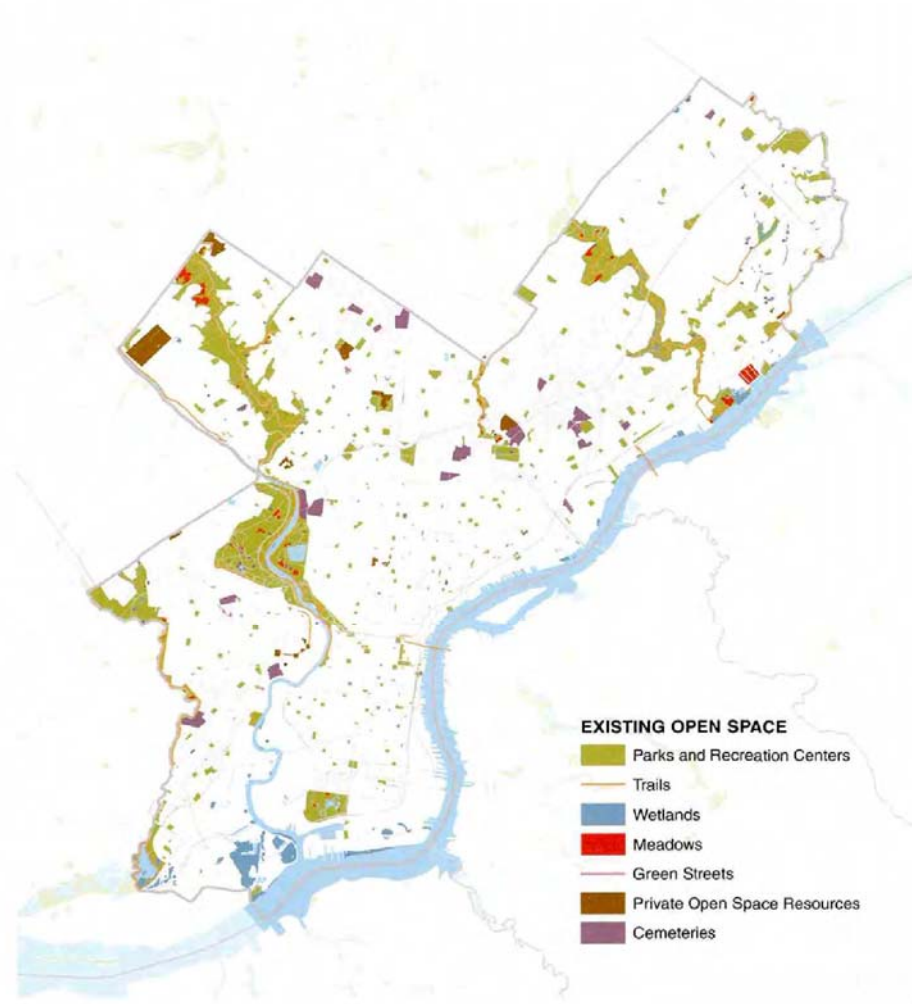 EXISTING OPEN SPACE
Parks and Recreation Centers
Trails
Wetlands
Meadows
Green Streets
Private Open Space Resources
Cemeteries